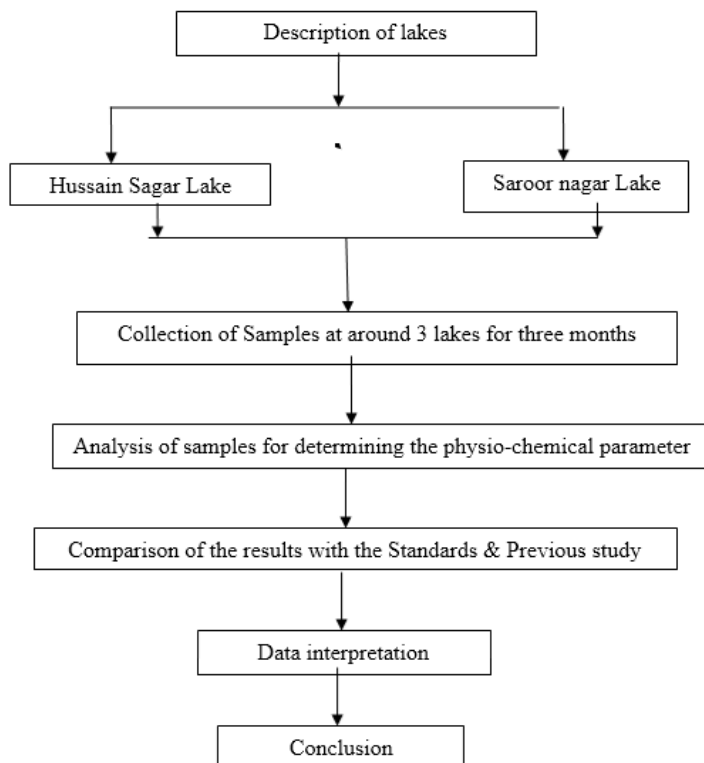 Description of lakes
Hussain Sagar Lake
Saroor nagar Lake
Collection of Samples at around 3 lakes for three months
Analysis of samples for determining the physio-chemical parameter
Comparison of the results with the Standards & Previous study
Data interpretation
Conclusion